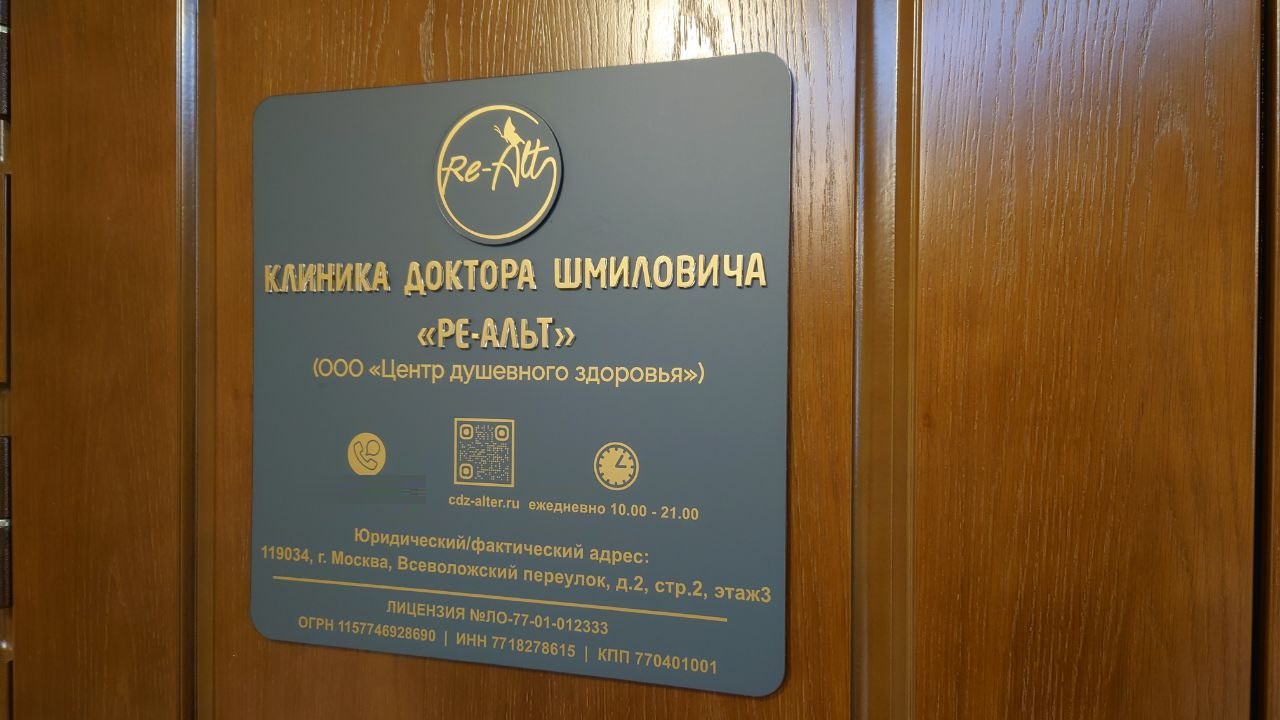 Re-Alt
КЛИНИКА ДОКТОРА ШМИЛОВИЧА
«РЕ-АЛЬТ»
(ООО «Центр душевного здоровья»)
cdz-alter.ru ежедневно 10.00 - 21.00
Юридический/фактический адрес:
119034, г. Москва, Всеволожский переулок, д.2, стр.2, этаж3
ЛИЦЕНЗИЯ №ЛО-77-01-012333
ОГРН 1157746928690 | ИНН 7718278615 | КПП 770401001